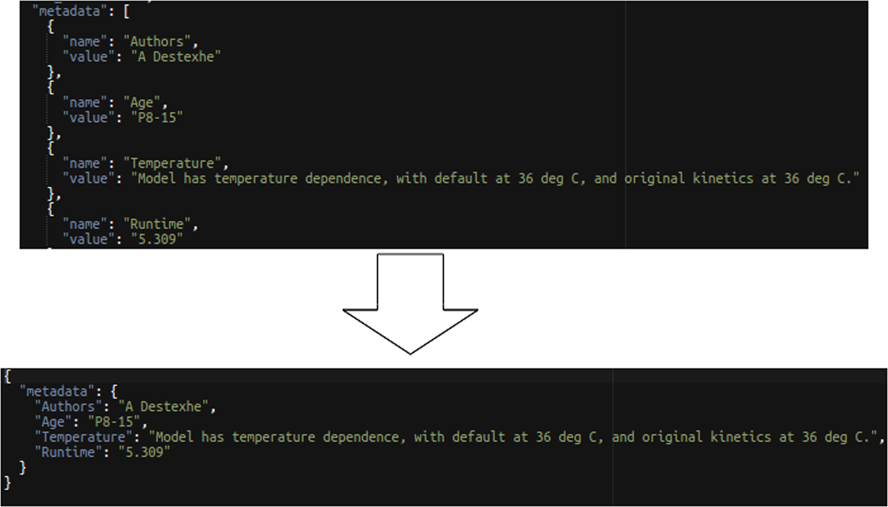 "metadata": [
{
"name": "Authors",
"value": "A Destexhe"
},
{
"name": "Age",
"value": "P8-15"
},
{
"name": "Temperature",
"value": "Model has temperature dependence, with default at 36 deg C, and original kinetics at 36 deg C."
},
{
"name": "Runtime",
"value": "5.309"
{
"metadata": {
"Authors": "A Destexhe",
"Age": "P8-15",
"Temperature": "Model has temperature dependence, with default at 36 deg C, and original kinetics at 36 deg C.",
"Runtime": "5.309"
}
}